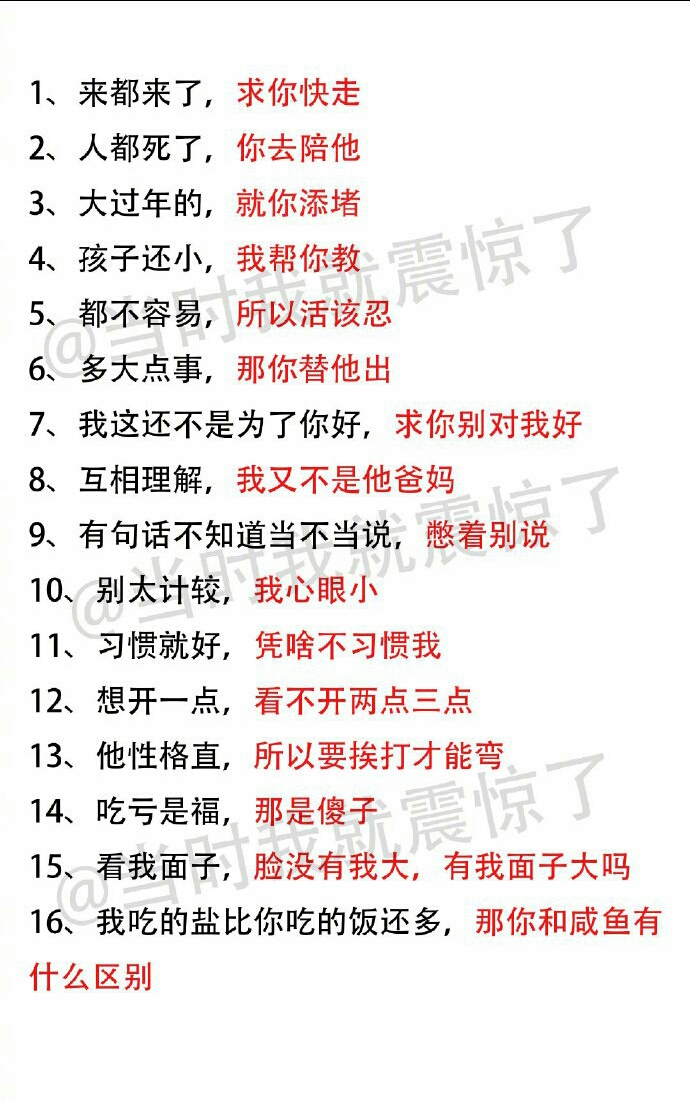 1、来都来了，求你快走
2、人都死了，你去陪他
3、大过年的，就你添堵
4、孩子还小，我帮你教
5、都不容易，所以活该忍
6、多大点事，那你替他出
7、我这还不是为了你好，求你别对我好
8、互相理解，我又不是他爸妈
9、有句话不知道当不当说，憋着别说
10、别太计较，我心眼小
11、习惯就好，凭啥不习惯我
12、想开一点，看不开两点三点
13、他性格直，所以要挨打才能弯
14、吃亏是福，那是傻子
15、看我面子，脸没有我大，有我面子大吗
16、我吃的盐比你吃的饭还多，那你和咸鱼有
什么区别
@当时我就震惊了
@当时我就震惊了
@当时我就震惊了